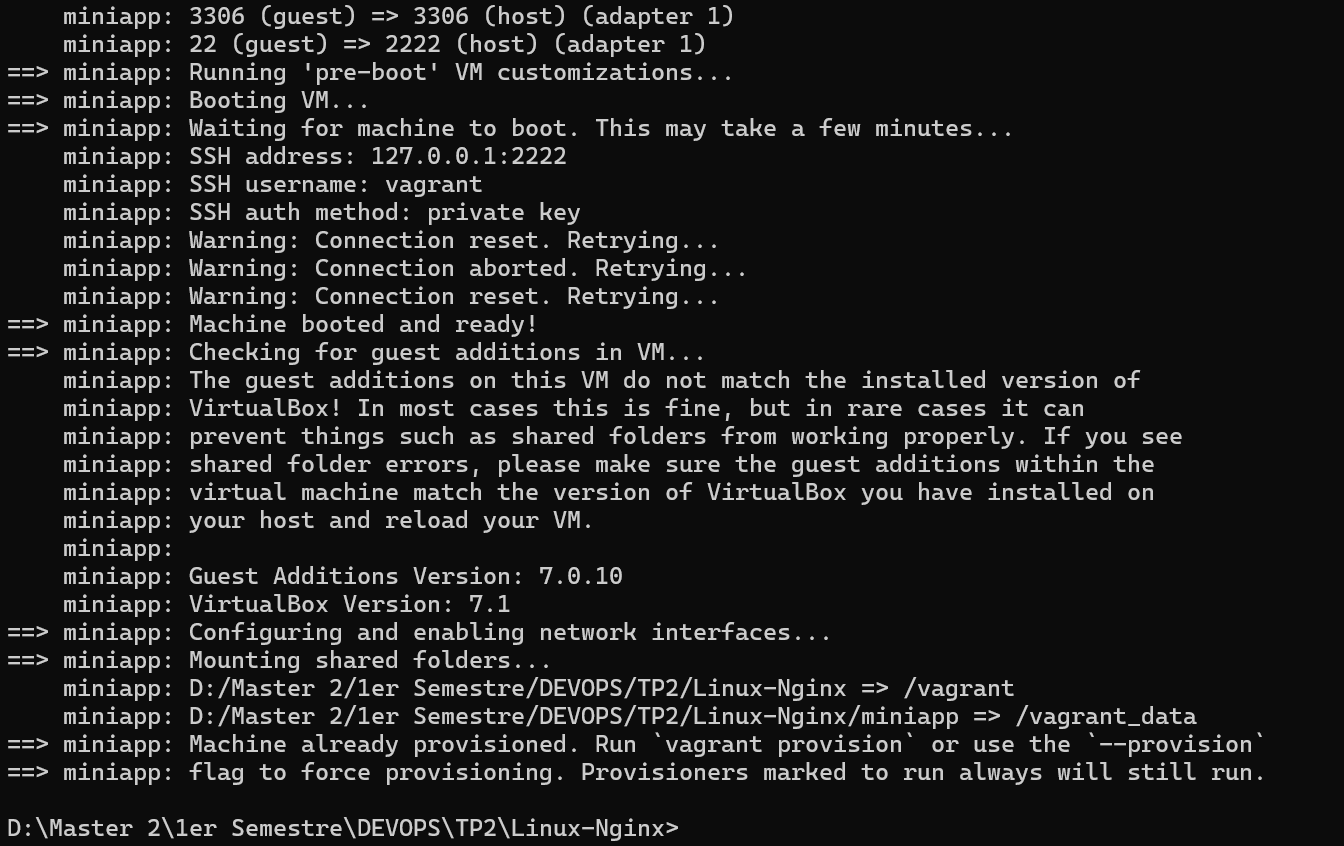 miniapp: 3306 (guest) => 3306 (host) (adapter 1)
    miniapp: 22 (guest) => 2222 (host) (adapter 1)
==> miniapp: Running 'pre-boot' VM customizations...
==> miniapp: Booting VM...
==> miniapp: Waiting for machine to boot. This may take a few minutes...
    miniapp: SSH address: 127.0.0.1:2222
    miniapp: SSH username: vagrant
    miniapp: SSH auth method: private key
    miniapp: Warning: Connection reset. Retrying...
    miniapp: Warning: Connection aborted. Retrying...
    miniapp: Warning: Connection reset. Retrying...
==> miniapp: Machine booted and ready!
==> miniapp: Checking for guest additions in VM...
    miniapp: The guest additions on this VM do not match the installed version of
    miniapp: VirtualBox! In most cases this is fine, but in rare cases it can
    miniapp: prevent things such as shared folders from working properly. If you see
    miniapp: shared folder errors, please make sure the guest additions within the
    miniapp: virtual machine match the version of VirtualBox you have installed on
    miniapp: your host and reload your VM.
    miniapp:
    miniapp: Guest Additions Version: 7.0.10
    miniapp: VirtualBox Version: 7.1
==> miniapp: Configuring and enabling network interfaces...
==> miniapp: Mounting shared folders...
    miniapp: D:/Master 2/1er Semestre/DEVOPS/TP2/Linux-Nginx => /vagrant
    miniapp: D:/Master 2/1er Semestre/DEVOPS/TP2/Linux-Nginx/miniapp => /vagrant_data
==> miniapp: Machine already provisioned. Run `vagrant provision` or use the `--provision`
==> miniapp: flag to force provisioning. Provisioners marked to run always will still run.

D:\Master 2\1er Semestre\DEVOPS\TP2\Linux-Nginx>